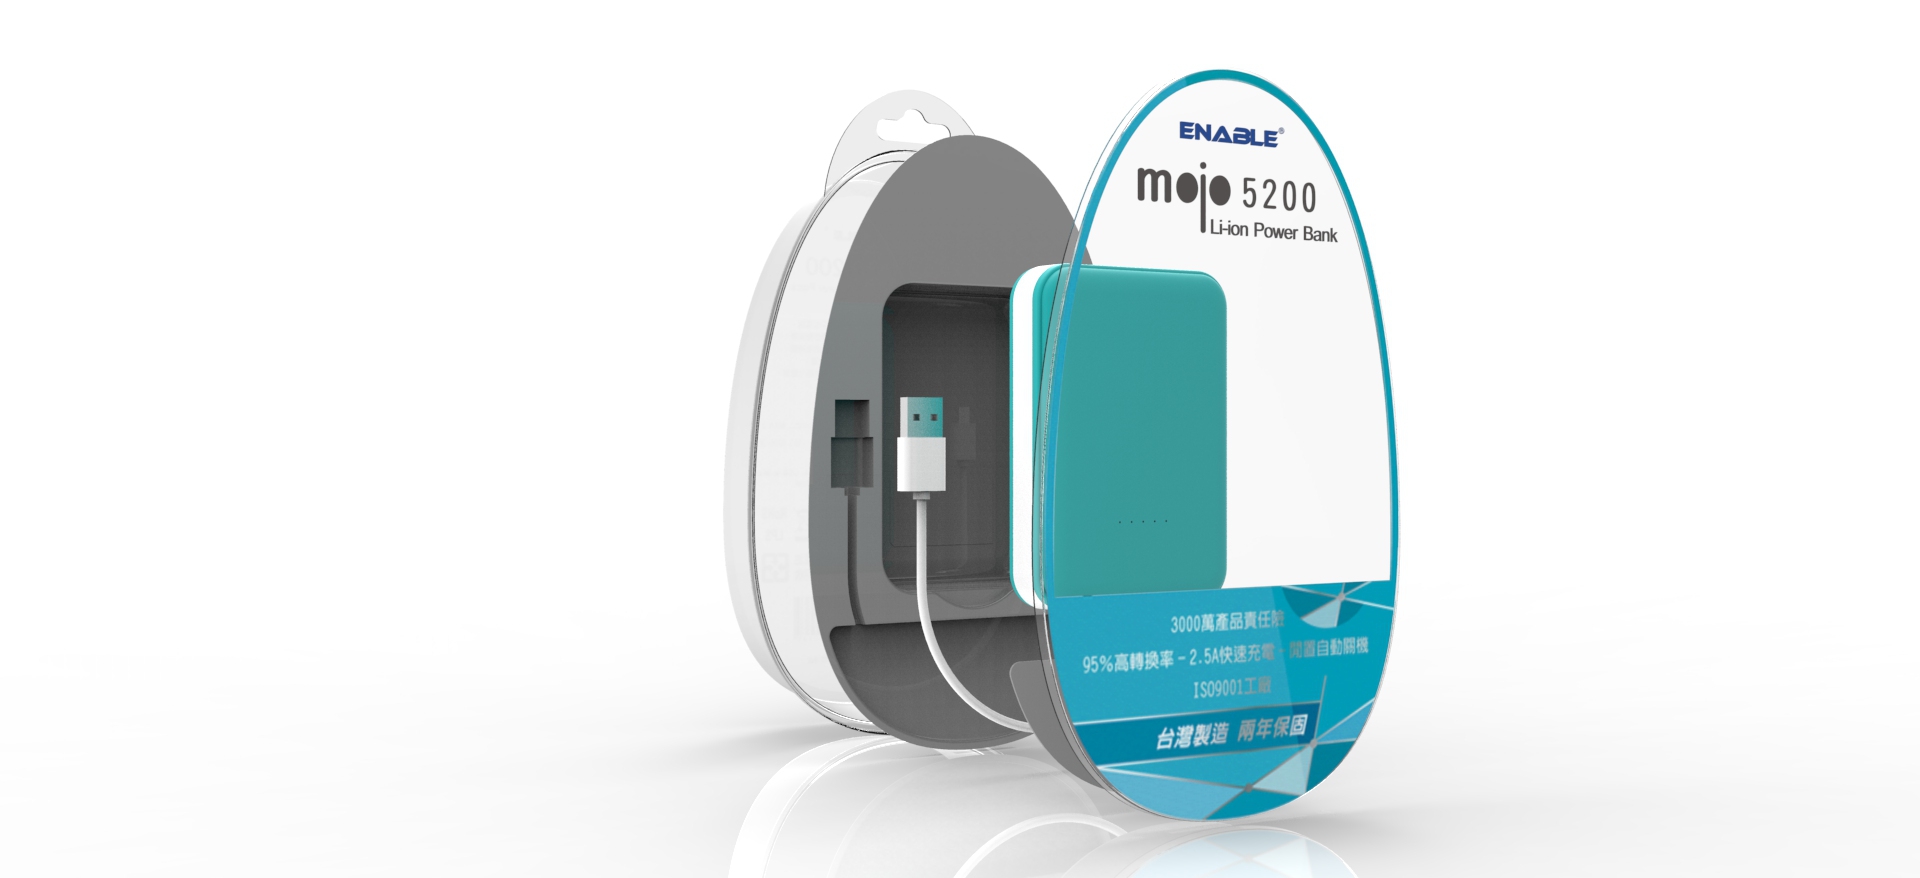 ENABLE®
mojo 5200
Li-ion Power Bank
3000萬產品責任險
95%高轉換率－2.5A快速充電－閒置自動關機
ISO9001工廠
台灣製造 兩年保固